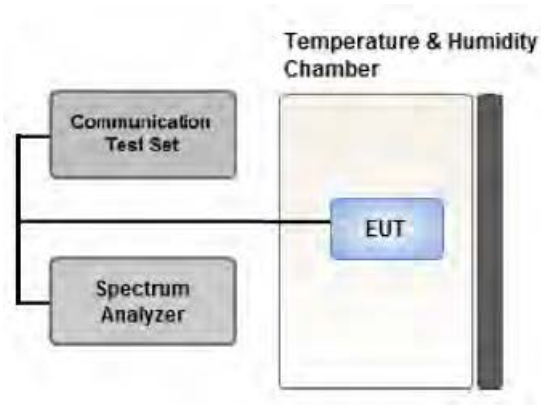 Temperature & Humidity
Chamber
Communication
Test Set
EUT
Spectrum
Analyzer